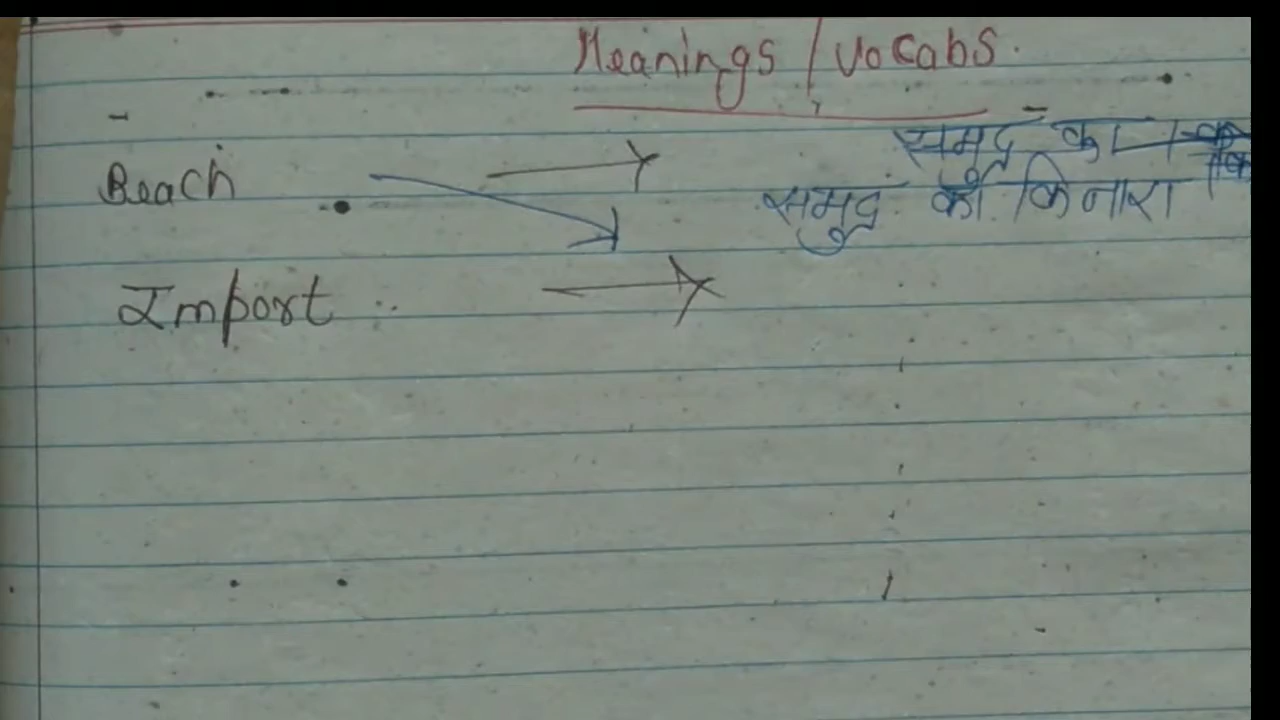 Meanings / Vocabs.
समुद्र का
Beach
समुद्र का किनारा
Import :-